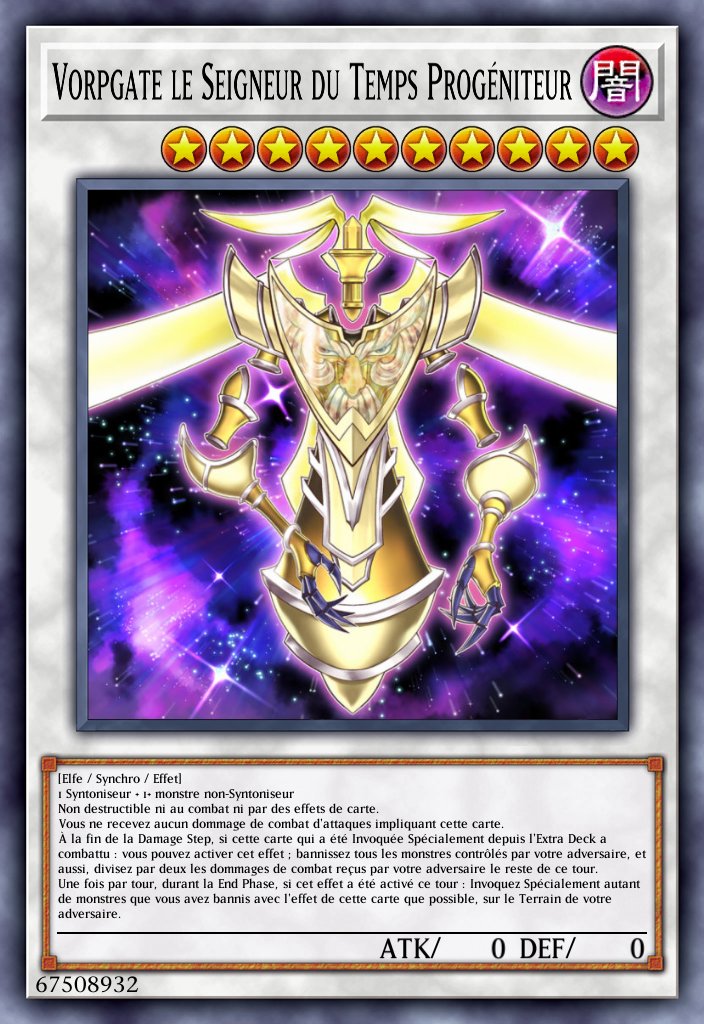 Vorpgate le Seigneur du Temps Progéniteur
闇
[Elfe / Synchro / Effet]
1 Syntoniseur + 1+ monstre non-Syntoniseur
Non destructible ni au combat ni par des effets de carte.
Vous ne recevez aucun dommage de combat d'attaques impliquant cette carte.
À la fin de la Damage Step, si cette carte qui a été Invoquée Spécialement depuis l'Extra Deck a
combattu : vous pouvez activer cet effet ; bannissez tous les monstres contrôlés par votre adversaire, et
aussi, divisez par deux les dommages de combat reçus par votre adversaire le reste de ce tour.
Une fois par tour, durant la End Phase, si cet effet a été activé ce tour : Invoquez Spécialement autant
de monstres que vous avez bannis avec l'effet de cette carte que possible, sur le Terrain de votre
adversaire.
ATK/ 0 DEF/ 0
67508932